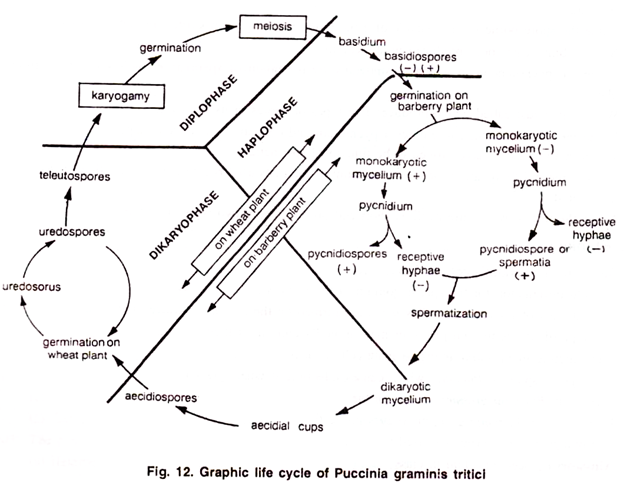 meiosis
germination
karyogamy
basidium
basidiospores
(−) (+)
germination on
barberry plant
DIPLOPHASE
HAPLOPHASE
DIKARYOPHASE
on wheat plant
on barberry plant
monokaryotic
mycelium (−)
monokaryotic
mycelium (+)
pycnidium
pycnidium
receptive
hyphae
(−)
pycnidiospores
(+)
receptive
hyphae
(−)
pycnidiospore or
spermatia
(+)
spermatization
dikaryotic
mycelium
aecidial cups
aecidiospores
germination on
wheat plant
uredosorus
uredospores
teleutospores
Fig. 12. Graphic life cycle of Puccinia graminis tritici